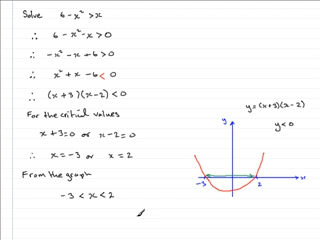 Solve 6 - x² > x
∴ 6 - x² - x > 0
∴ -x² - x + 6 > 0
∴ x² + x - 6 < 0
∴ (x + 3)(x - 2) < 0
For the critical values
x + 3 = 0 or x - 2 = 0
∴ x = -3 or x = 2
From the graph
-3 < x < 2
y = (x + 3)(x - 2)
y < 0
y
-3
2
x